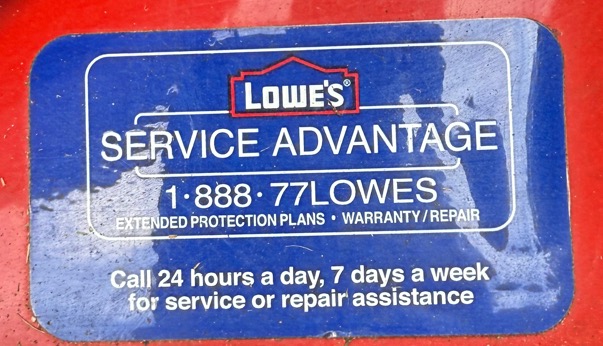 LOWE'S®
SERVICE ADVANTAGE
1·888·77LOWES
EXTENDED PROTECTION PLANS • WARRANTY/REPAIR
Call 24 hours a day, 7 days a week
for service or repair assistance